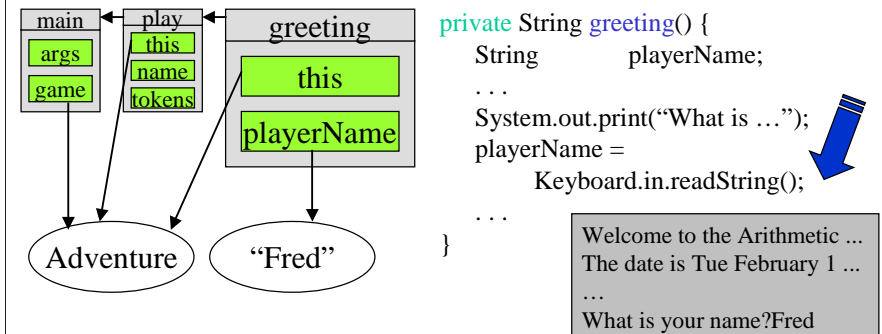 main
args
game
play
this
name
tokens
greeting
this
playerName
Adventure
“Fred”
private String greeting() {
String playerName;
. . .
System.out.print(“What is …”);
playerName =
Keyboard.in.readString();
. . .
}
Welcome to the Arithmetic ...
The date is Tue February 1 ...
…
What is your name?Fred